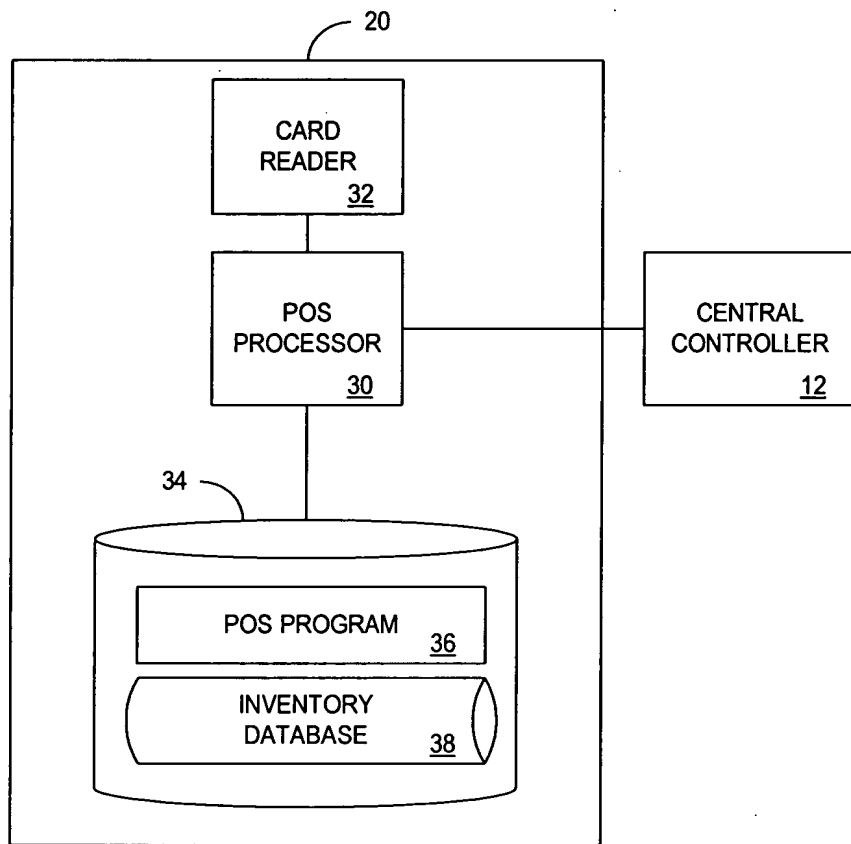 20
CARD
READER
32
POS
PROCESSOR
30
CENTRAL
CONTROLLER
12
34
POS PROGRAM
36
INVENTORY
DATABASE
38